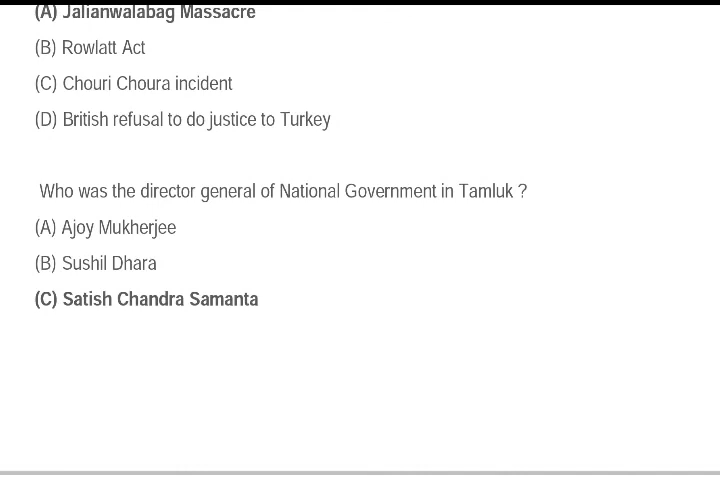 (A) Jalianwalabag Massacre
(B) Rowlatt Act
(C) Chouri Choura incident
(D) British refusal to do justice to Turkey
Who was the director general of National Government in Tamluk ?
(A) Ajoy Mukherjee
(B) Sushil Dhara
(C) Satish Chandra Samanta